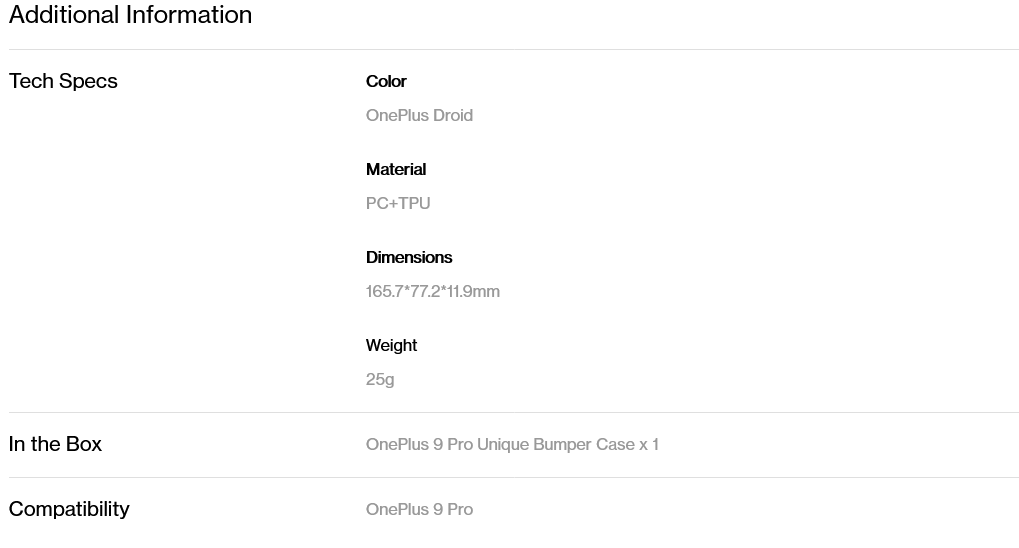 Additional Information
Tech Specs
Color
OnePlus Droid
Material
PC+TPU
Dimensions
165.7*77.2*11.9mm
Weight
25g
In the Box
OnePlus 9 Pro Unique Bumper Case x 1
Compatibility
OnePlus 9 Pro